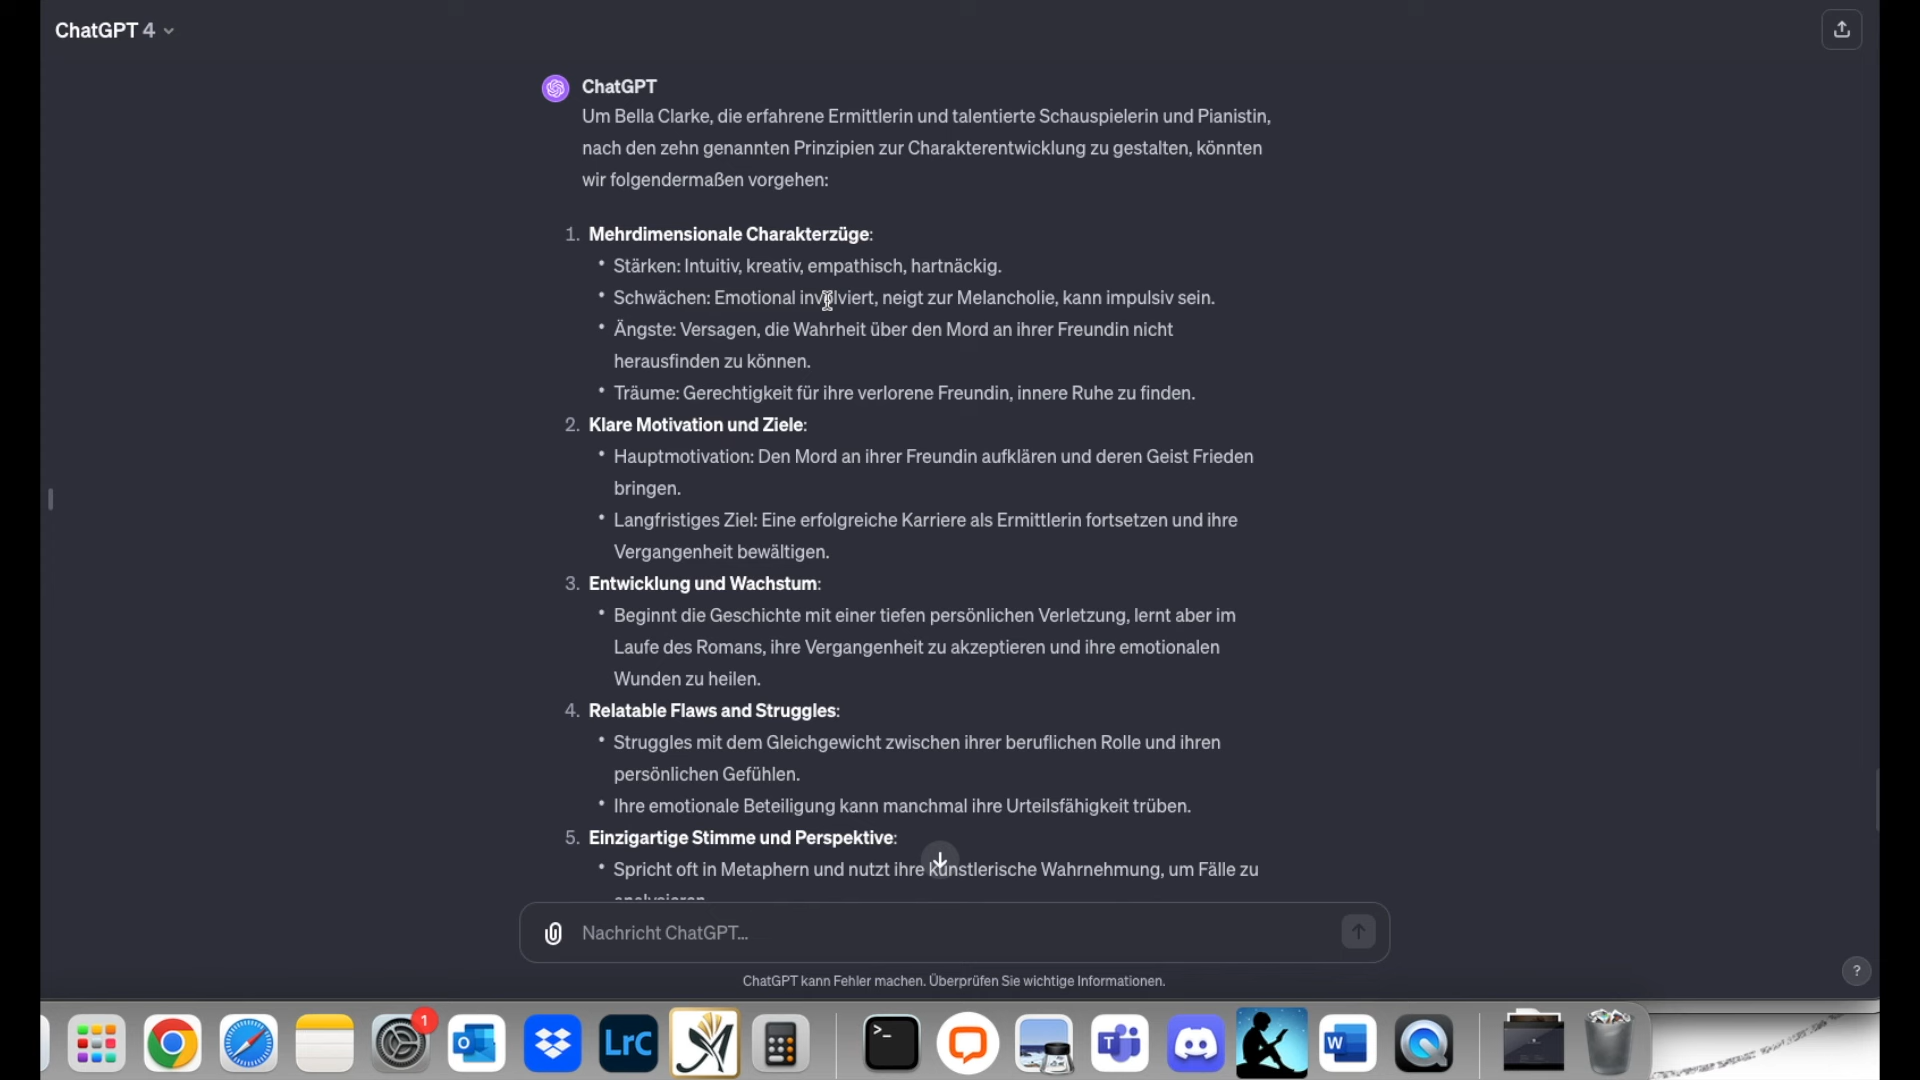 ChatGPT 4
ChatGPT
Um Bella Clarke, die erfahrene Ermittlerin und talentierte Schauspielerin und Pianistin,
nach den zehn genannten Prinzipien zur Charakterentwicklung zu gestalten, könnten
wir folgendermaßen vorgehen:
1. Mehrdimensionale Charakterzüge:
• Stärken: Intuitiv, kreativ, empathisch, hartnäckig.
• Schwächen: Emotional involviert, neigt zur Melancholie, kann impulsiv sein.
• Ängste: Versagen, die Wahrheit über den Mord an ihrer Freundin nicht
herausfinden zu können.
• Träume: Gerechtigkeit für ihre verlorene Freundin, innere Ruhe zu finden.
2. Klare Motivation und Ziele:
• Hauptmotivation: Den Mord an ihrer Freundin aufklären und deren Geist Frieden
bringen.
• Langfristiges Ziel: Eine erfolgreiche Karriere als Ermittlerin fortsetzen und ihre
Vergangenheit bewältigen.
3. Entwicklung und Wachstum:
• Beginnt die Geschichte mit einer tiefen persönlichen Verletzung, lernt aber im
Laufe des Romans, ihre Vergangenheit zu akzeptieren und ihre emotionalen
Wunden zu heilen.
4. Relatable Flaws and Struggles:
• Struggles mit dem Gleichgewicht zwischen ihrer beruflichen Rolle und ihren
persönlichen Gefühlen.
• Ihre emotionale Beteiligung kann manchmal ihre Urteilsfähigkeit trüben.
5. Einzigartige Stimme und Perspektive:
• Spricht oft in Metaphern und nutzt ihre künstlerische Wahrnehmung, um Fälle zu
analysieren.
Nachricht ChatGPT...
ChatGPT kann Fehler machen. Überprüfen Sie wichtige Informationen.
?
1
LrC
>_